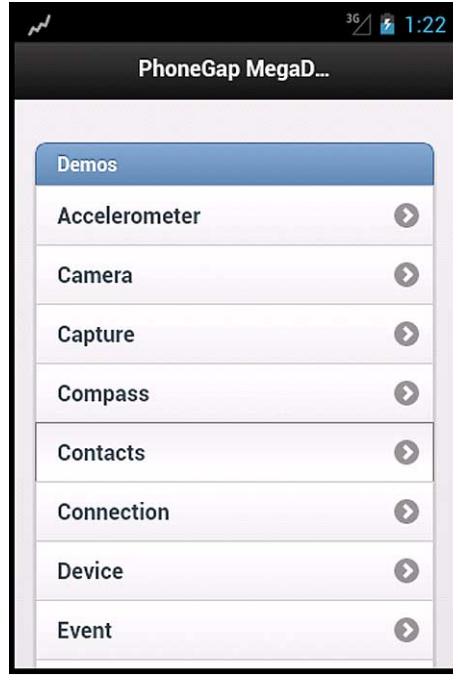 3G 1:22
PhoneGap MegaD...
Demos
Accelerometer
Camera
Capture
Compass
Contacts
Connection
Device
Event